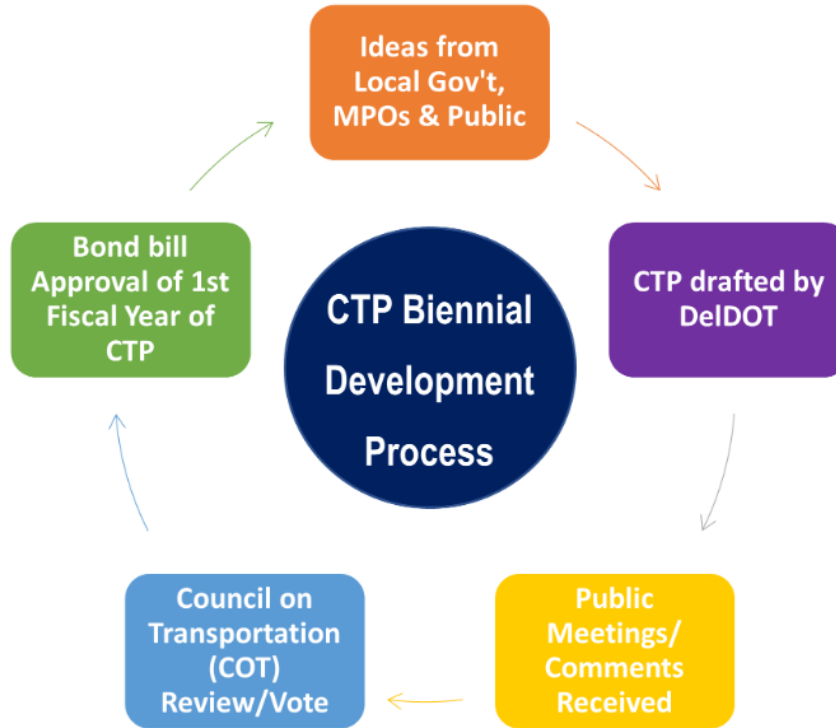 Ideas from
Local Gov't,
MPOs & Public
CTP drafted by
DelDOT
Public
Meetings/
Comments
Received
Council on
Transportation
(COT)
Review/Vote
Bond bill
Approval of 1st
Fiscal Year of
CTP
CTP Biennial
Development
Process